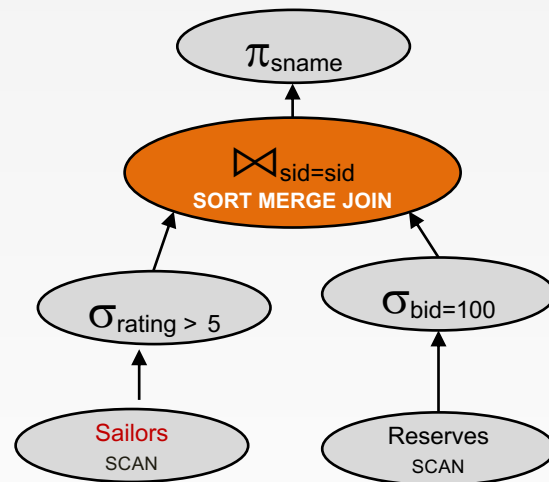 πsname
⋈sid=sid
SORT MERGE JOIN
σrating > 5
σbid=100
Sailors
SCAN
Reserves
SCAN